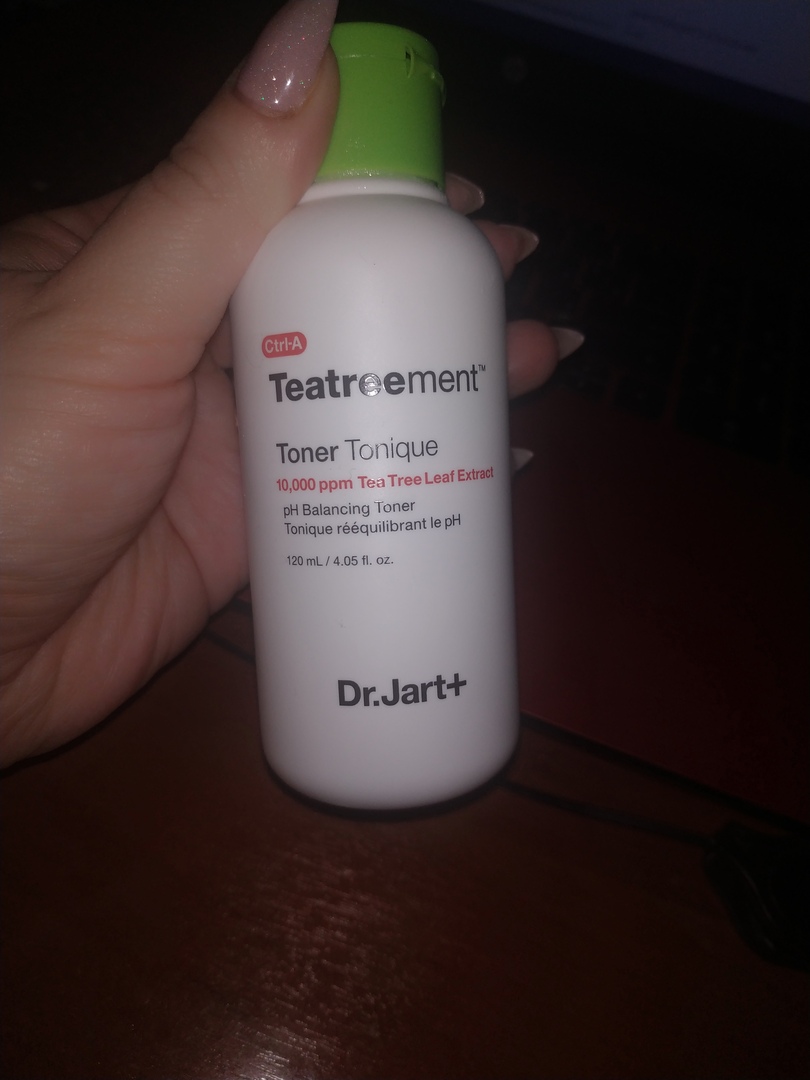 Ctrl-A
Teatreement™
Toner Tonique
10,000 ppm Tea Tree Leaf Extract
pH Balancing Toner
Tonique rééquilibrant le pH
120 mL / 4.05 fl. oz.
Dr.Jart+